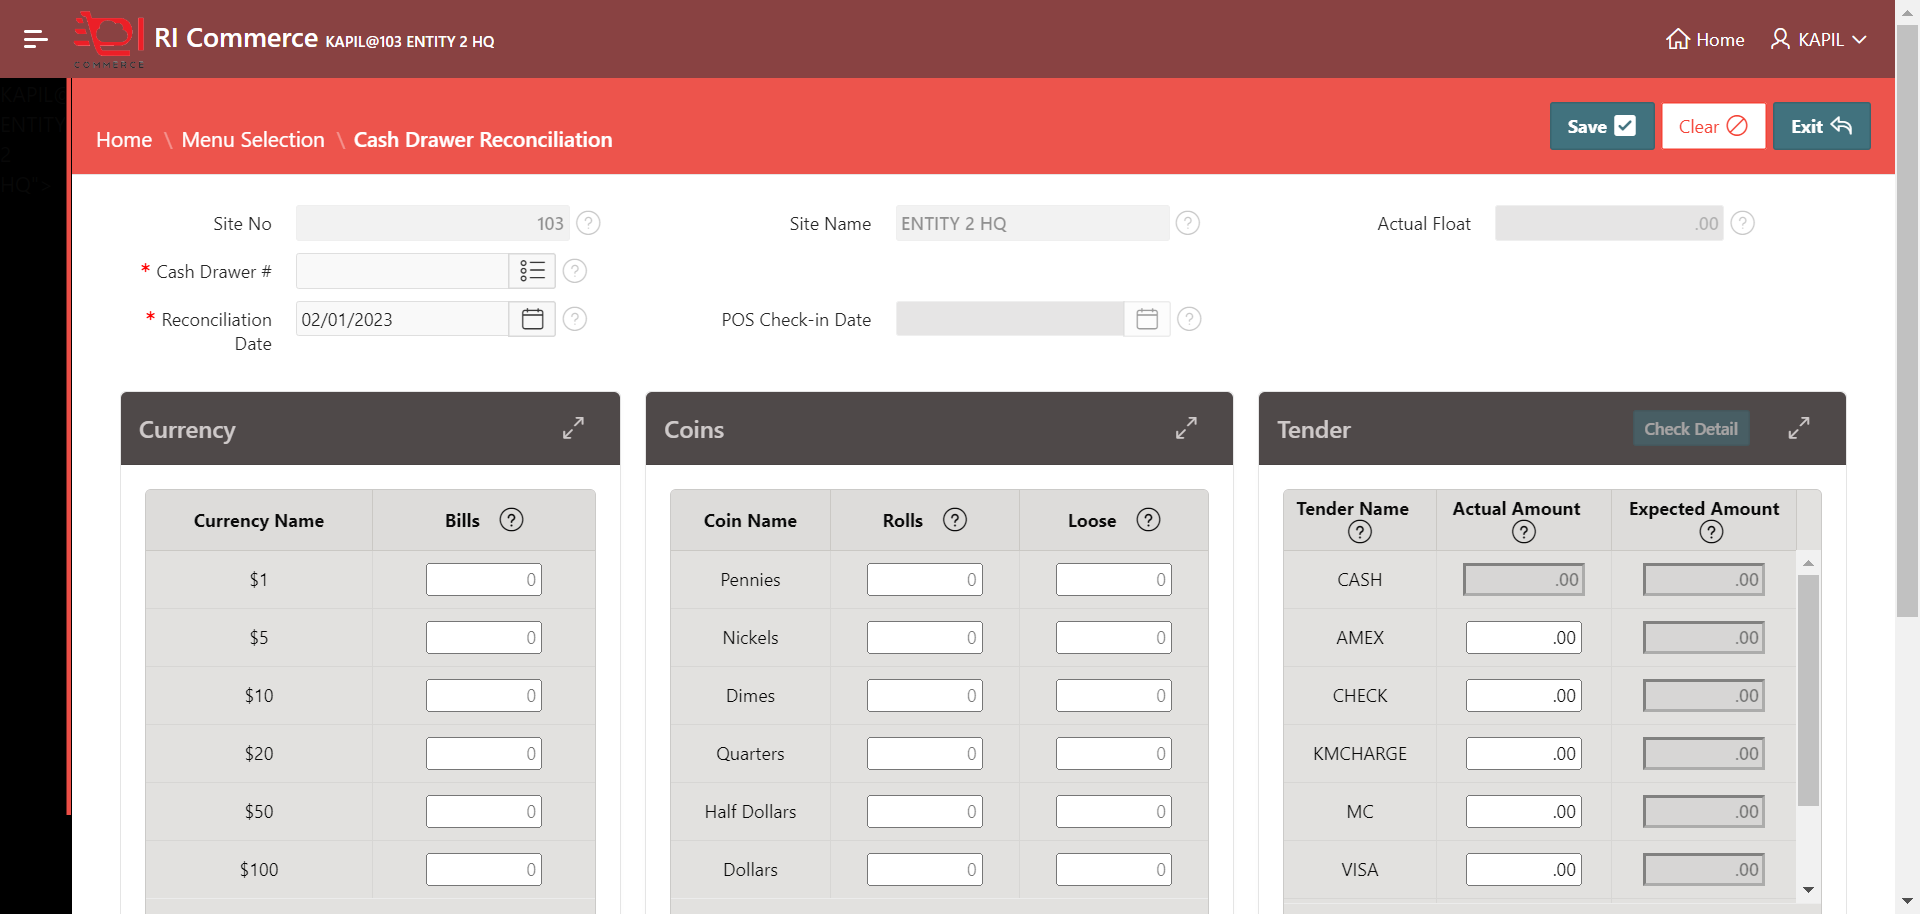 COMMERCE
RI Commerce KAPIL@103 ENTITY 2 HQ
Home
KAPIL
KAPIL@
ENTITY
2
HQ">
Home \ Menu Selection \ Cash Drawer Reconciliation
Save
Clear
Exit
Site No 103 ?
Site Name ENTITY 2 HQ ?
Actual Float .00 ?
* Cash Drawer # ?
* Reconciliation Date 02/01/2023 ?
POS Check-in Date ?
Currency
Currency Name Bills ?
$1 0
$5 0
$10 0
$20 0
$50 0
$100 0
Coins
Coin Name Rolls ? Loose ?
Pennies 0 0
Nickels 0 0
Dimes 0 0
Quarters 0 0
Half Dollars 0 0
Dollars 0 0
Tender Check Detail
Tender Name ? Actual Amount ? Expected Amount ?
CASH .00 .00
AMEX .00 .00
CHECK .00 .00
KMCHARGE .00 .00
MC .00 .00
VISA .00 .00